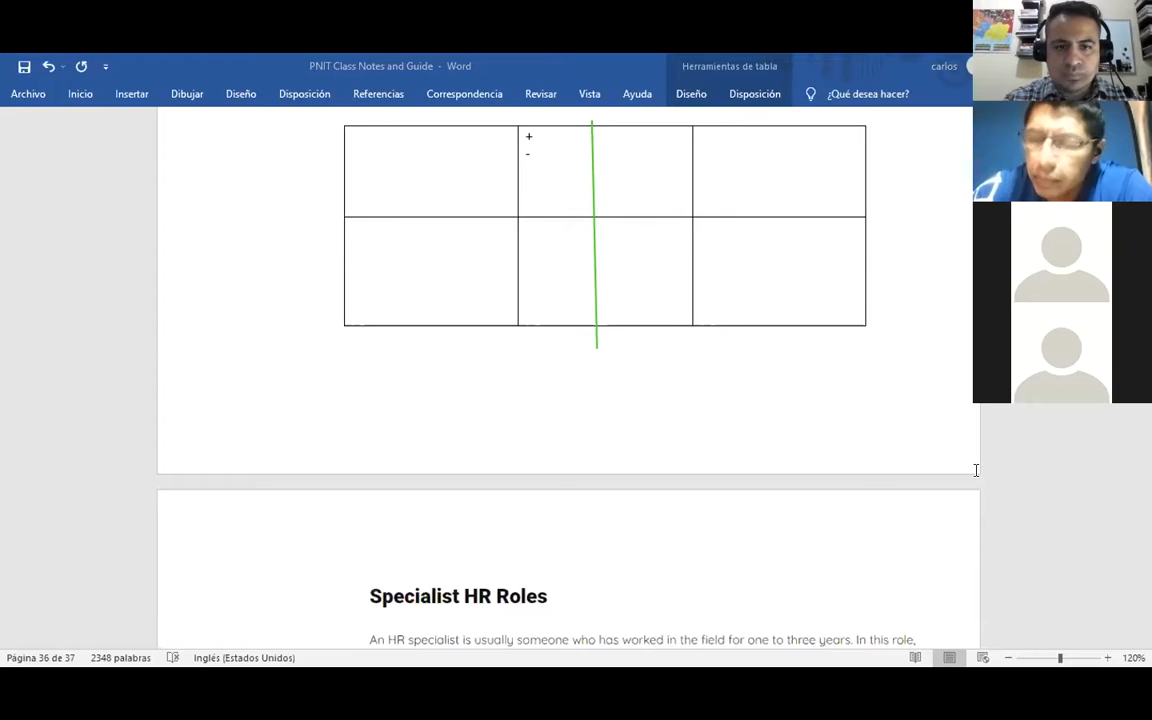 PNIT Class Notes and Guide - Word
carlos
Herramientas de tabla
Archivo
Inicio
Insertar
Dibujar
Diseño
Disposición
Referencias
Correspondencia
Revisar
Vista
Ayuda
Diseño
Disposición
¿Qué desea hacer?
+
-
Specialist HR Roles
An HR specialist is usually someone who has worked in the field for one to three years. In this role,
Página 36 de 37
2348 palabras
Inglés (Estados Unidos)
120%